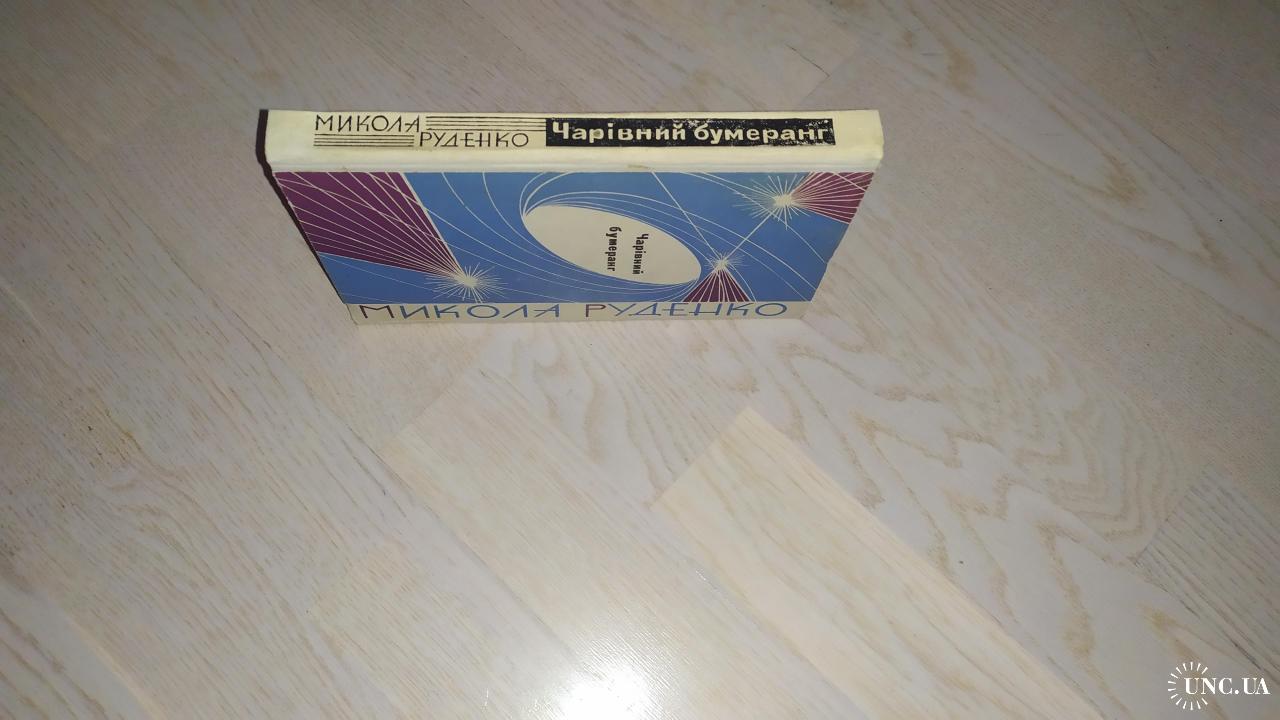 МИКОЛА
РУДЕНКО
Чарівний бумеранг
Чарівний
бумеранг
МИКОЛА РУДЕНКО
UNC.UA